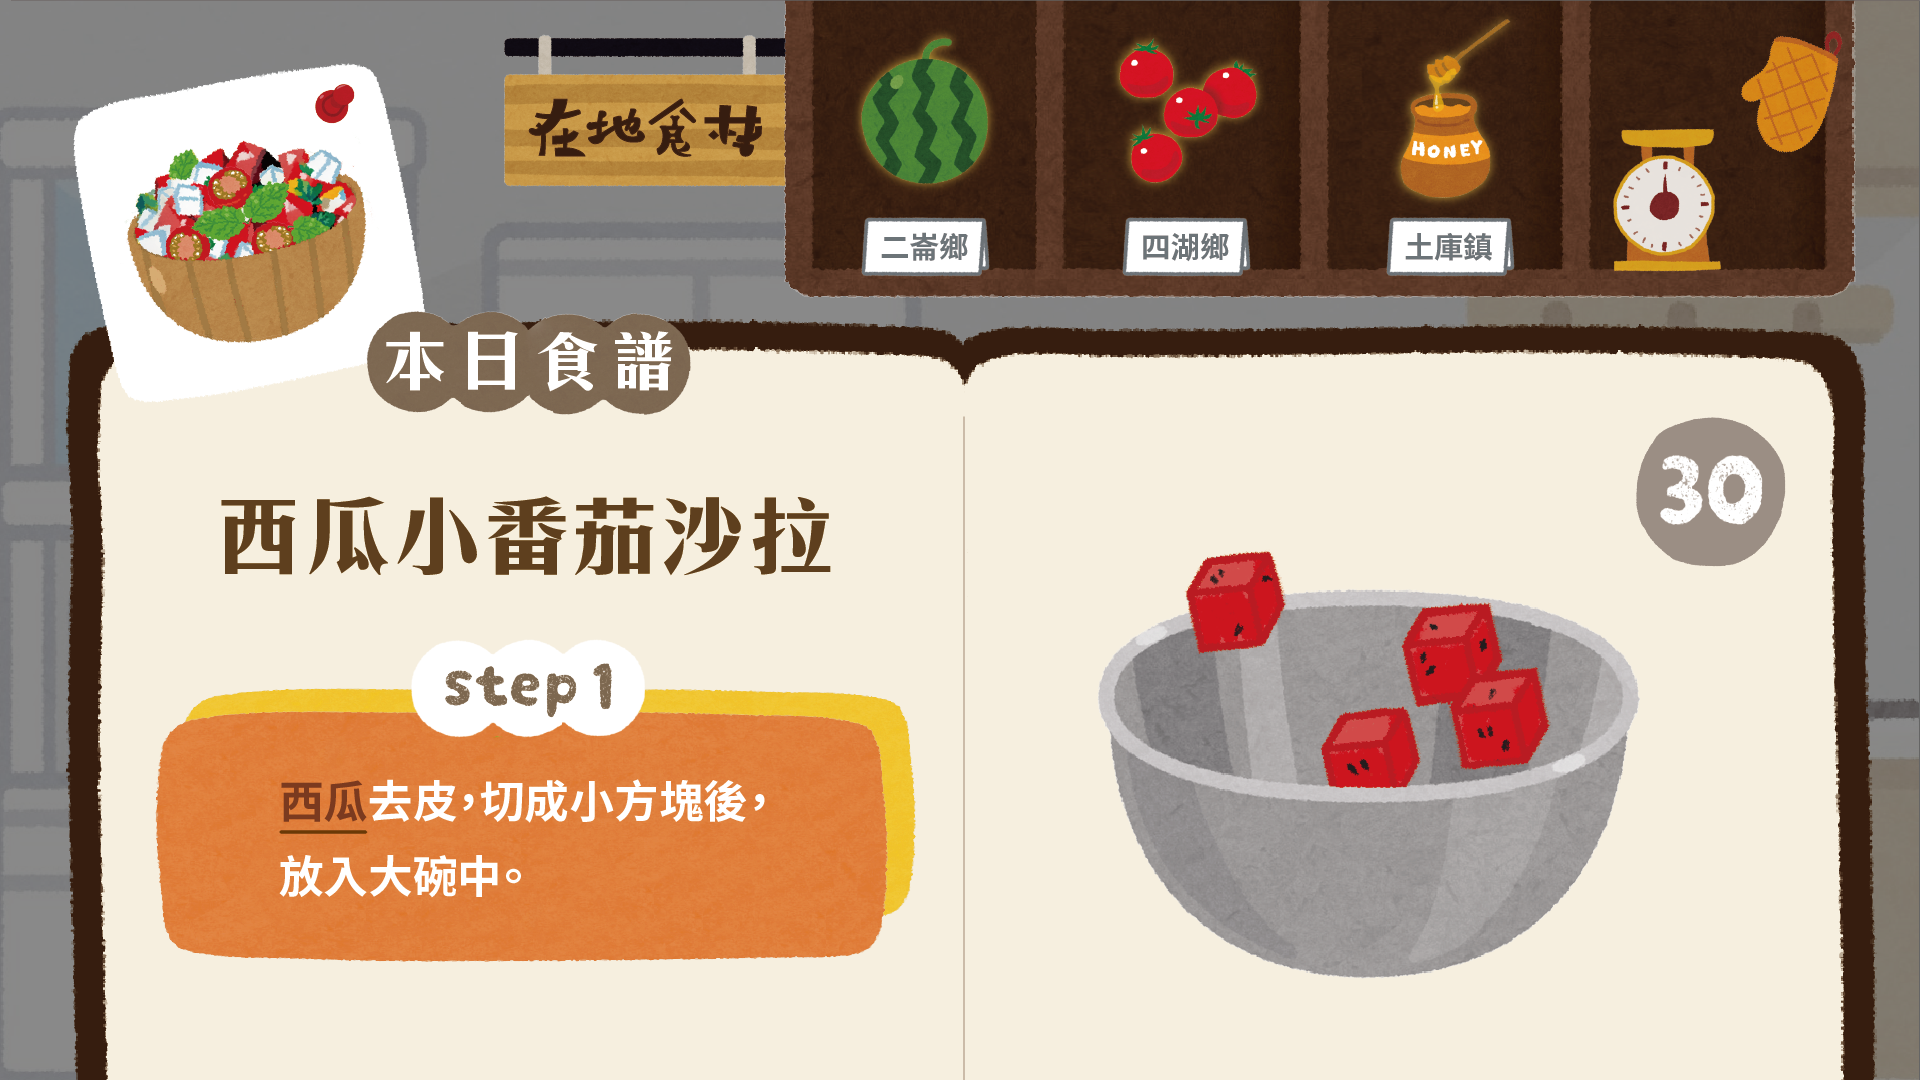 在地食材
HONEY
二崙鄉
四湖鄉
土庫鎮
本日食譜
西瓜小番茄沙拉
step 1
西瓜去皮，切成小方塊後，
放入大碗中。
30